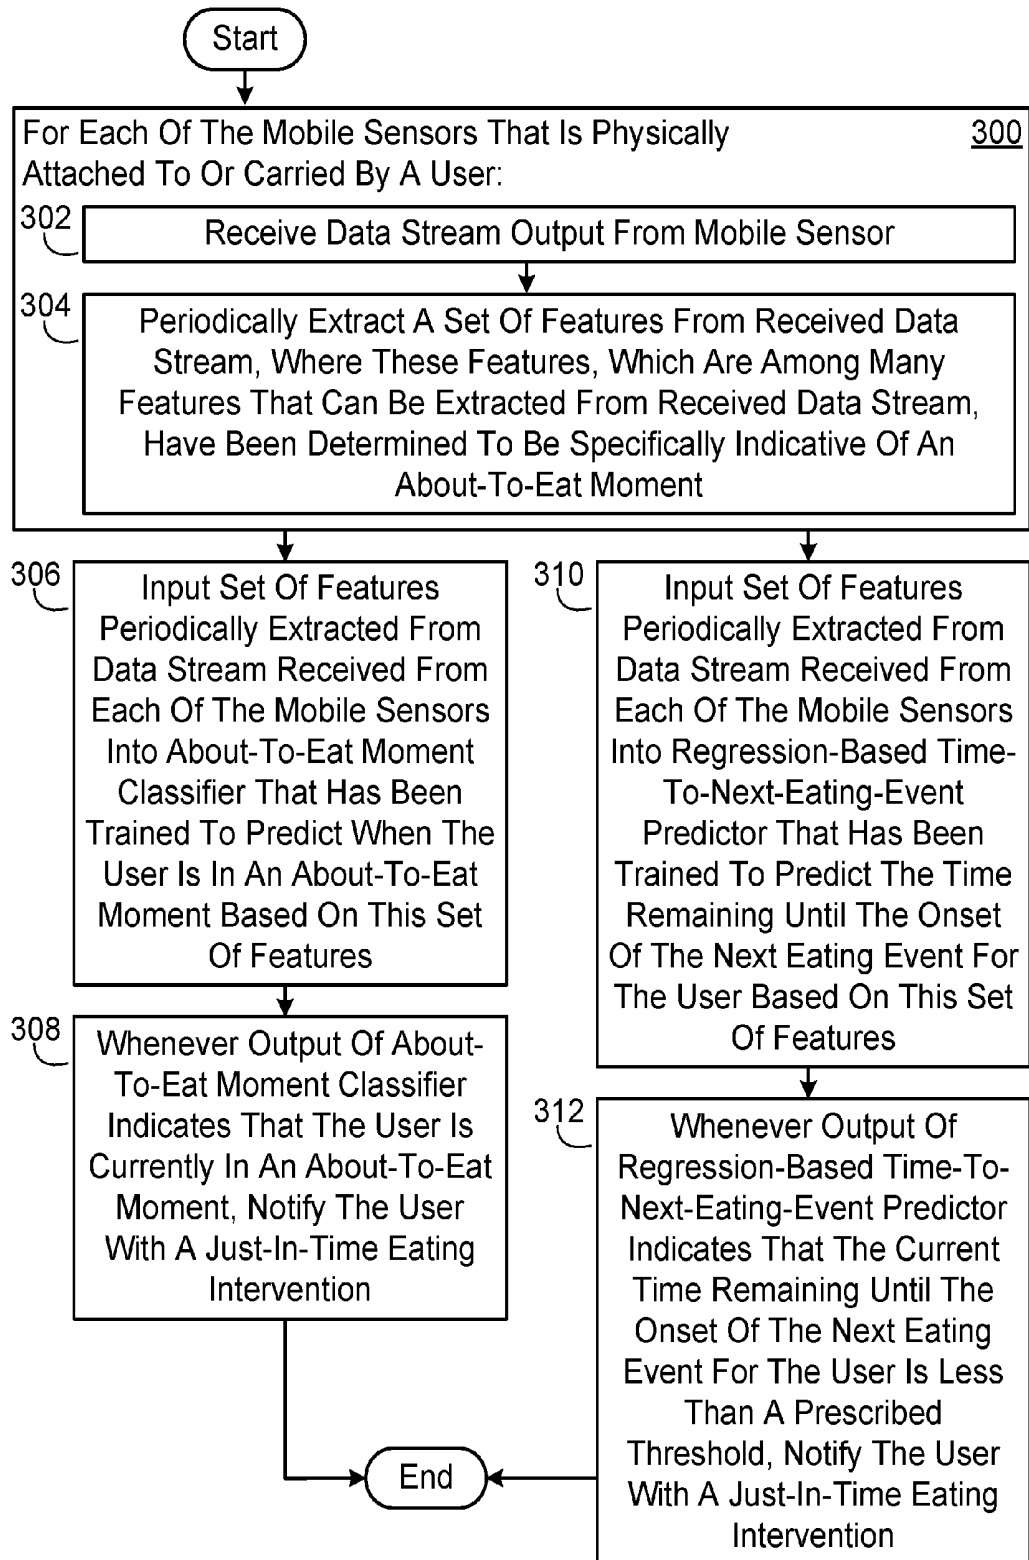 Start
For Each Of The Mobile Sensors That Is Physically
Attached To Or Carried By A User:
300
302
Receive Data Stream Output From Mobile Sensor
304
Periodically Extract A Set Of Features From Received Data
Stream, Where These Features, Which Are Among Many
Features That Can Be Extracted From Received Data Stream,
Have Been Determined To Be Specifically Indicative Of An
About-To-Eat Moment
306
Input Set Of Features
Periodically Extracted From
Data Stream Received From
Each Of The Mobile Sensors
Into About-To-Eat Moment
Classifier That Has Been
Trained To Predict When The
User Is In An About-To-Eat
Moment Based On This Set
Of Features
308
Whenever Output Of About-
To-Eat Moment Classifier
Indicates That The User Is
Currently In An About-To-Eat
Moment, Notify The User
With A Just-In-Time Eating
Intervention
310
Input Set Of Features
Periodically Extracted From
Data Stream Received From
Each Of The Mobile Sensors
Into Regression-Based Time-
To-Next-Eating-Event
Predictor That Has Been
Trained To Predict The Time
Remaining Until The Onset
Of The Next Eating Event For
The User Based On This Set
Of Features
312
Whenever Output Of
Regression-Based Time-To-
Next-Eating-Event Predictor
Indicates That The Current
Time Remaining Until The
Onset Of The Next Eating
Event For The User Is Less
Than A Prescribed
Threshold, Notify The User
With A Just-In-Time Eating
Intervention
End